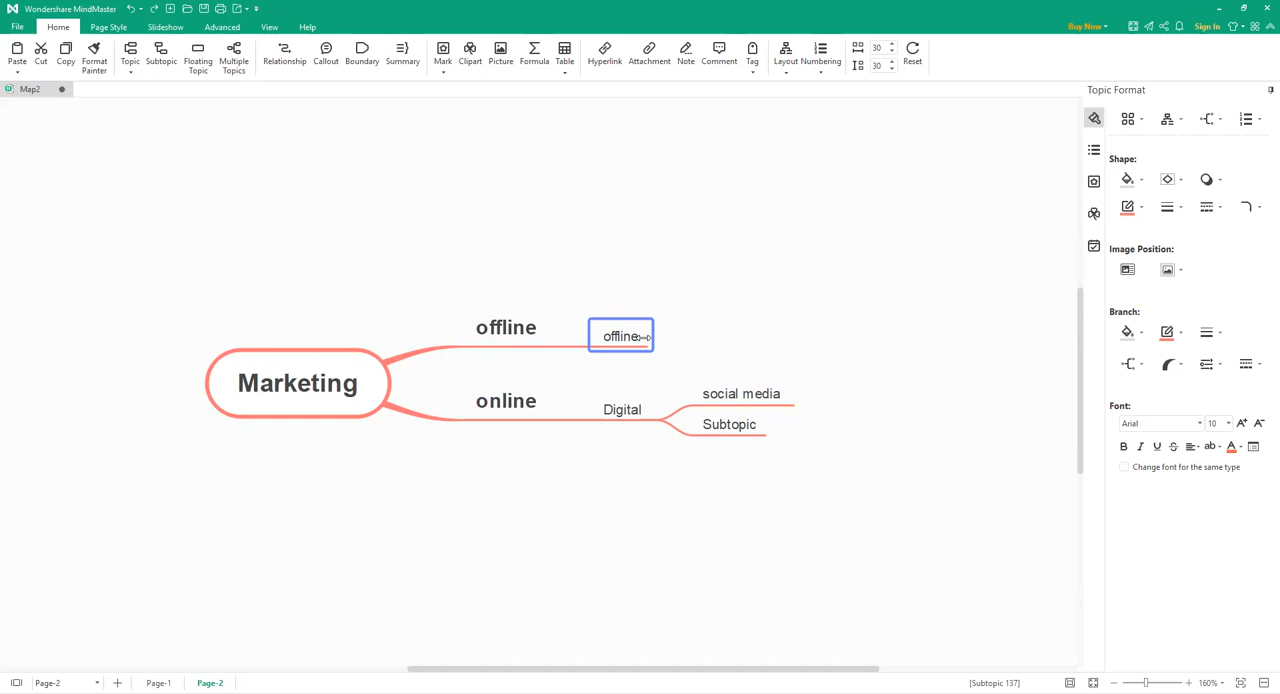 Wondershare MindMaster
File Home Page Style Slideshow Advanced View Help Buy Now Sign In
Paste Cut Copy Format Painter Topic Subtopic Floating Topic Multiple Topics Relationship Callout Boundary Summary Mark Clipart Picture Formula Table Hyperlink Attachment Note Comment Tag Layout Numbering 30 30 Reset
Map2
Topic Format
Shape:
Image Position:
Branch:
Font:
Arial 10
Change font for the same type
offline offline
Marketing
online Digital
social media
Subtopic
Page-2 Page-1 Page-2 [Subtopic 137] 160%